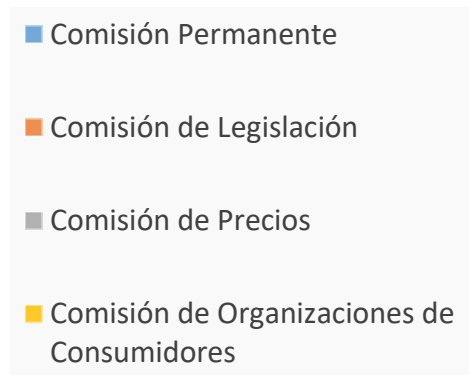 Comisión Permanente
Comisión de Legislación
Comisión de Precios
Comisión de Organizaciones de
Consumidores